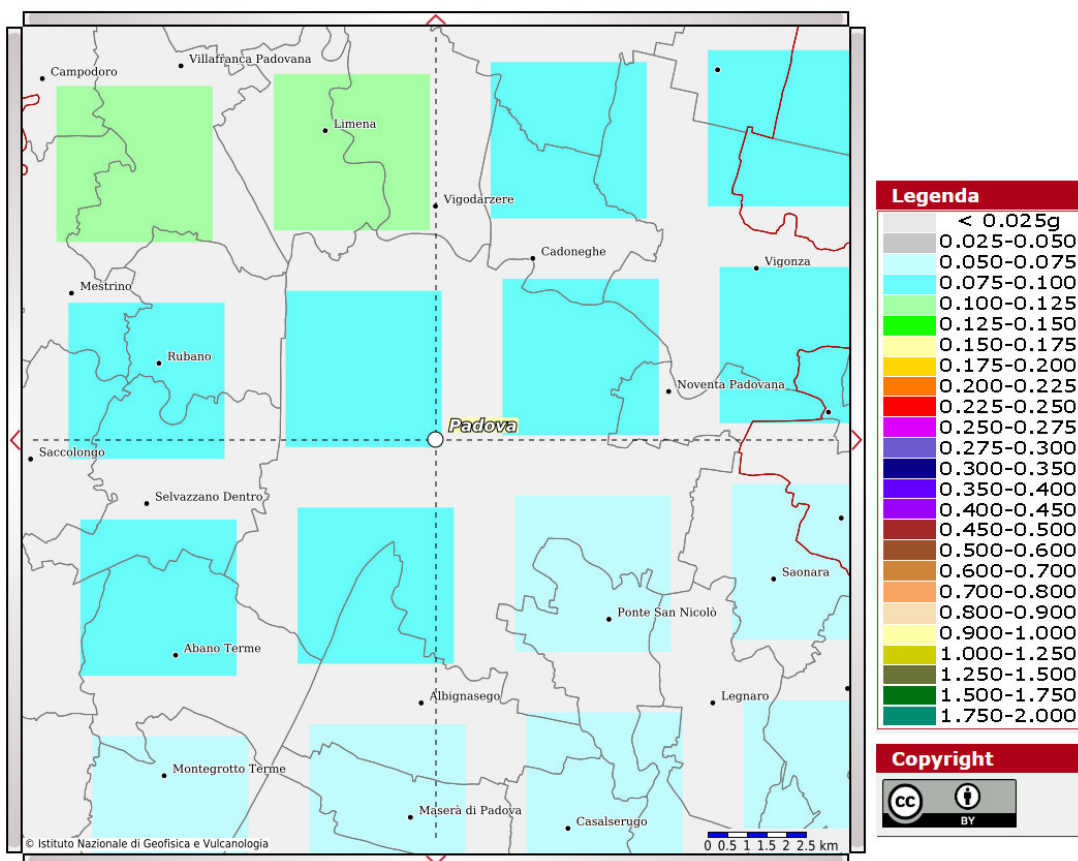 Villafranca Padovana
Campodoro
Limena
Vigodarzere
Cadoneghe
Vigonza
Mestrino
Rubano
Noventa Padovana
Padova
Saccolongo
Selvazzano Dentro
Saonara
Ponte San Nicolò
Abano Terme
Albignasego
Legnaro
Montegrotto Terme
Maserà di Padova
Casalserugo
© Istituto Nazionale di Geofisica e Vulcanologia
0 0.5 1 1.5 2 2.5 km
Legenda
< 0.025g
0.025-0.050
0.050-0.075
0.075-0.100
0.100-0.125
0.125-0.150
0.150-0.175
0.175-0.200
0.200-0.225
0.225-0.250
0.250-0.275
0.275-0.300
0.300-0.350
0.350-0.400
0.400-0.450
0.450-0.500
0.500-0.600
0.600-0.700
0.700-0.800
0.800-0.900
0.900-1.000
1.000-1.250
1.250-1.500
1.500-1.750
1.750-2.000
Copyright
cc
BY